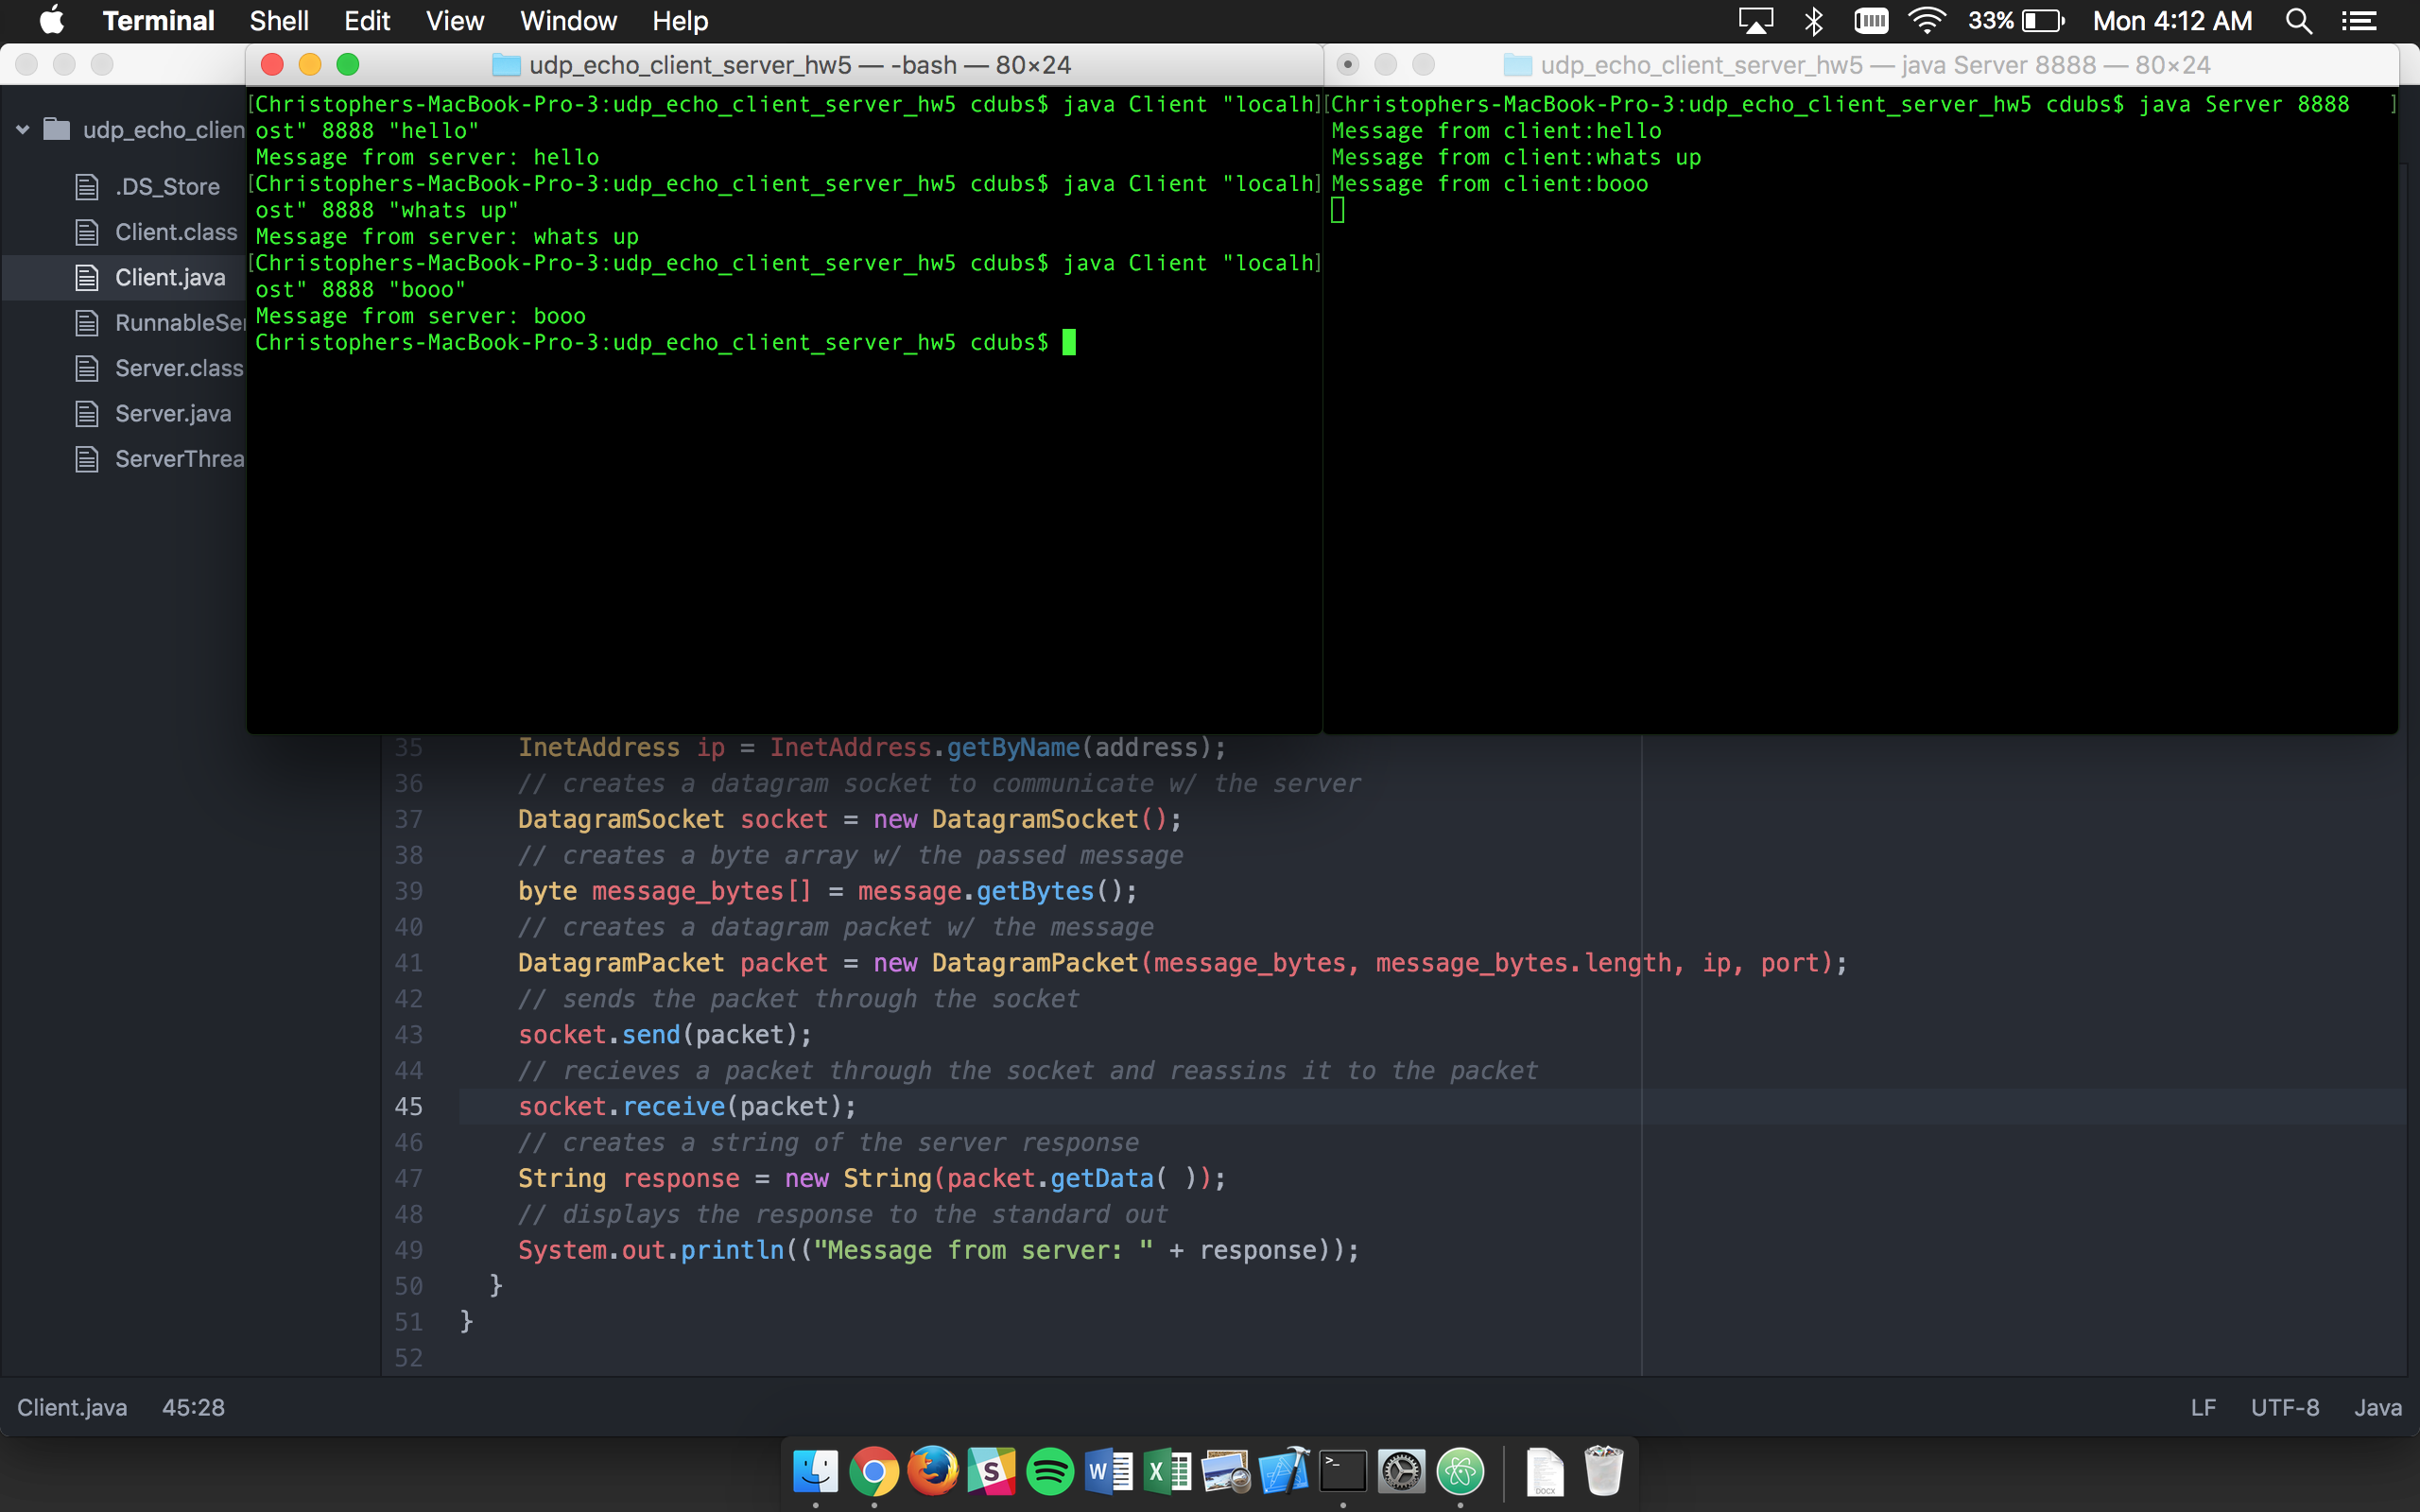 Terminal Shell Edit View Window Help 33% Mon 4:12 AM
udp_echo_client_server_hw5 — -bash — 80×24
udp_echo_client_server_hw5 — java Server 8888 — 80×24
udp_echo_clien
.DS_Store
Client.class
Client.java
RunnableSer
Server.class
Server.java
ServerThrea
[Christophers-MacBook-Pro-3:udp_echo_client_server_hw5 cdubs$ java Client "localh]
ost" 8888 "hello"
Message from server: hello
[Christophers-MacBook-Pro-3:udp_echo_client_server_hw5 cdubs$ java Client "localh]
ost" 8888 "whats up"
Message from server: whats up
[Christophers-MacBook-Pro-3:udp_echo_client_server_hw5 cdubs$ java Client "localh]
ost" 8888 "booo"
Message from server: booo
Christophers-MacBook-Pro-3:udp_echo_client_server_hw5 cdubs$
[Christophers-MacBook-Pro-3:udp_echo_client_server_hw5 cdubs$ java Server 8888 ]
Message from client:hello
Message from client:whats up
Message from client:booo
35 InetAddress ip = InetAddress.getByName(address);
36 // creates a datagram socket to communicate w/ the server
37 DatagramSocket socket = new DatagramSocket();
38 // creates a byte array w/ the passed message
39 byte message_bytes[] = message.getBytes();
40 // creates a datagram packet w/ the message
41 DatagramPacket packet = new DatagramPacket(message_bytes, message_bytes.length, ip, port);
42 // sends the packet through the socket
43 socket.send(packet);
44 // recieves a packet through the socket and reassins it to the packet
45 socket.receive(packet);
46 // creates a string of the server response
47 String response = new String(packet.getData( ));
48 // displays the response to the standard out
49 System.out.println(("Message from server: " + response));
50 }
51 }
52
Client.java 45:28 LF UTF-8 Java
DOCX